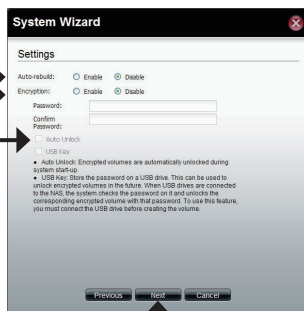 System Wizard
Settings
Auto-rebuild: Enable Disable
Encryption: Enable Disable
Password:
Confirm
Password:
Auto Unlock
USB Key
● Auto Unlock: Encrypted volumes are automatically unlocked during
system start-up.
● USB Key: Store the password on a USB drive. This can be used to
unlock encrypted volumes in the future. When USB drives are connected
to the NAS, the system checks the password on it and unlocks the
corresponding encrypted volume with that password. To use this feature,
you must connect the USB drive before creating the volume.
Previous Next Cancel